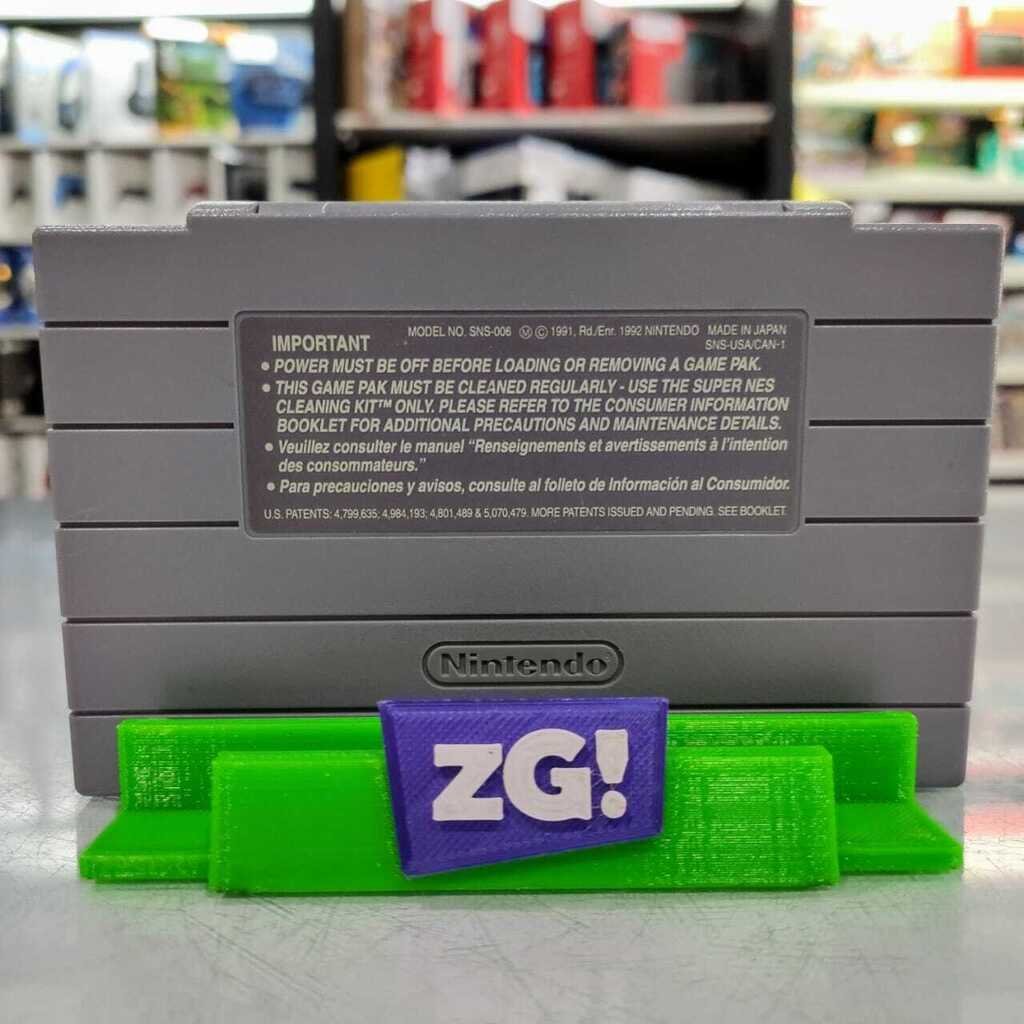 IMPORTANT MODEL NO. SNS-006 Ⓜ © 1991, Rd./Enr. 1992 NINTENDO MADE IN JAPAN
SNS-USA/CAN-1
• POWER MUST BE OFF BEFORE LOADING OR REMOVING A GAME PAK.
• THIS GAME PAK MUST BE CLEANED REGULARLY - USE THE SUPER NES
CLEANING KIT™ ONLY. PLEASE REFER TO THE CONSUMER INFORMATION
BOOKLET FOR ADDITIONAL PRECAUTIONS AND MAINTENANCE DETAILS.
• Veuillez consulter le manuel “Renseignements et avertissements à l’intention
des consommateurs.”
• Para precauciones y avisos, consulte al folleto de Información al Consumidor.
U.S. PATENTS: 4,799,635; 4,984,193; 4,801,489 & 5,070,479. MORE PATENTS ISSUED AND PENDING. SEE BOOKLET.
Nintendo
ZG!